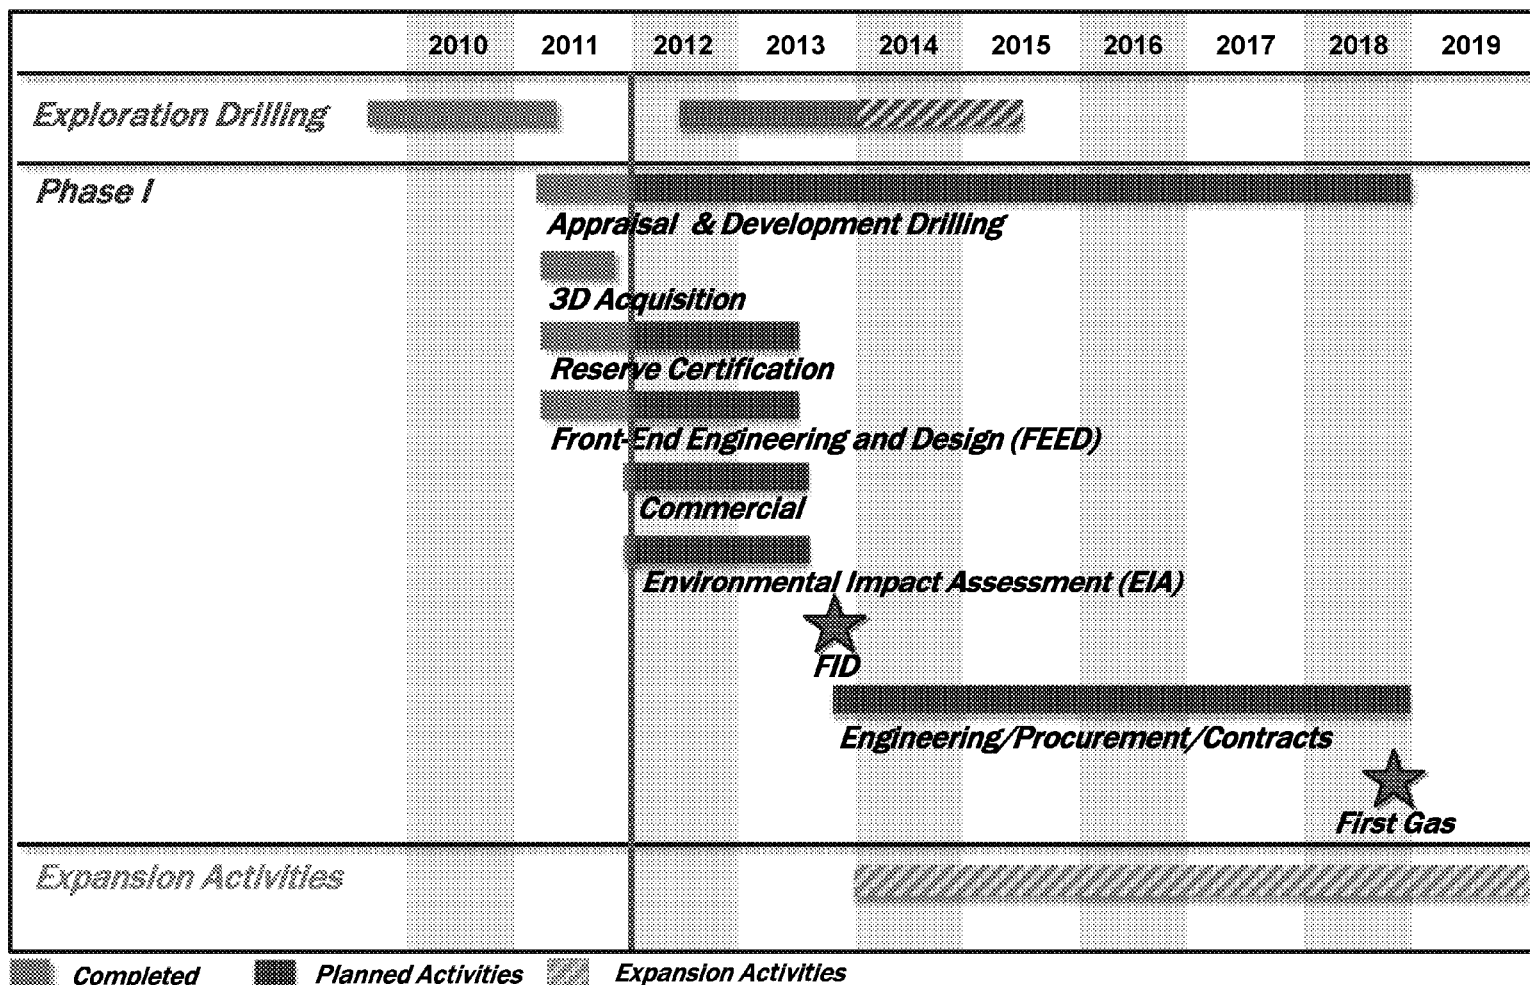 2010 2011 2012 2013 2014 2015 2016 2017 2018 2019
Exploration Drilling
Phase I
Appraisal & Development Drilling
3D Acquisition
Reserve Certification
Front-End Engineering and Design (FEED)
Commercial
Environmental Impact Assessment (EIA)
FID
Engineering/Procurement/Contracts
First Gas
Expansion Activities
Completed Planned Activities Expansion Activities